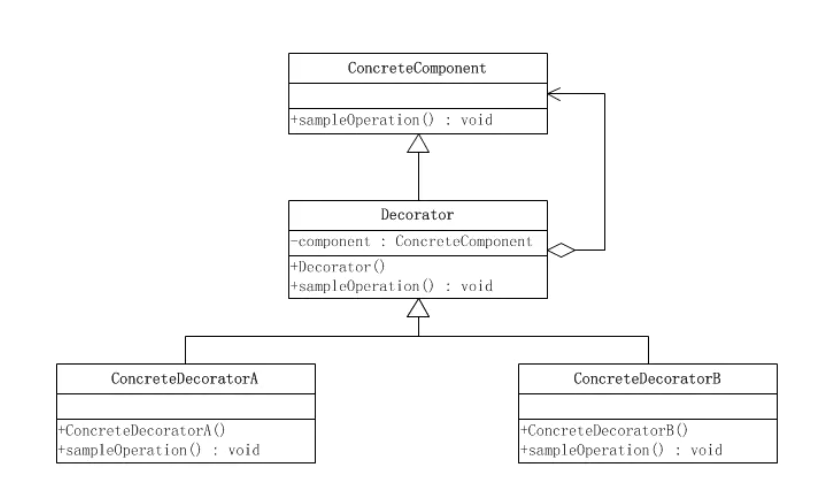 ConcreteComponent
+sampleOperation() : void
Decorator
-component : ConcreteComponent
+Decorator()
+sampleOperation() : void
ConcreteDecoratorA
+ConcreteDecoratorA()
+sampleOperation() : void
ConcreteDecoratorB
+ConcreteDecoratorB()
+sampleOperation() : void